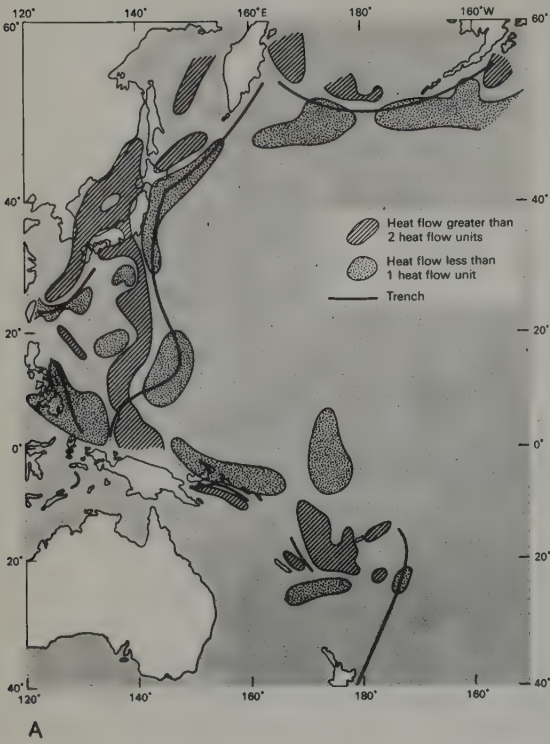 60° 120° 140° 160°E 180° 160°W 60°
40° 40°
Heat flow greater than
2 heat flow units
Heat flow less than
1 heat flow unit
Trench
20° 20°
0° 0°
20° 20°
40° 40°
120° 140° 160° 180° 160°
A